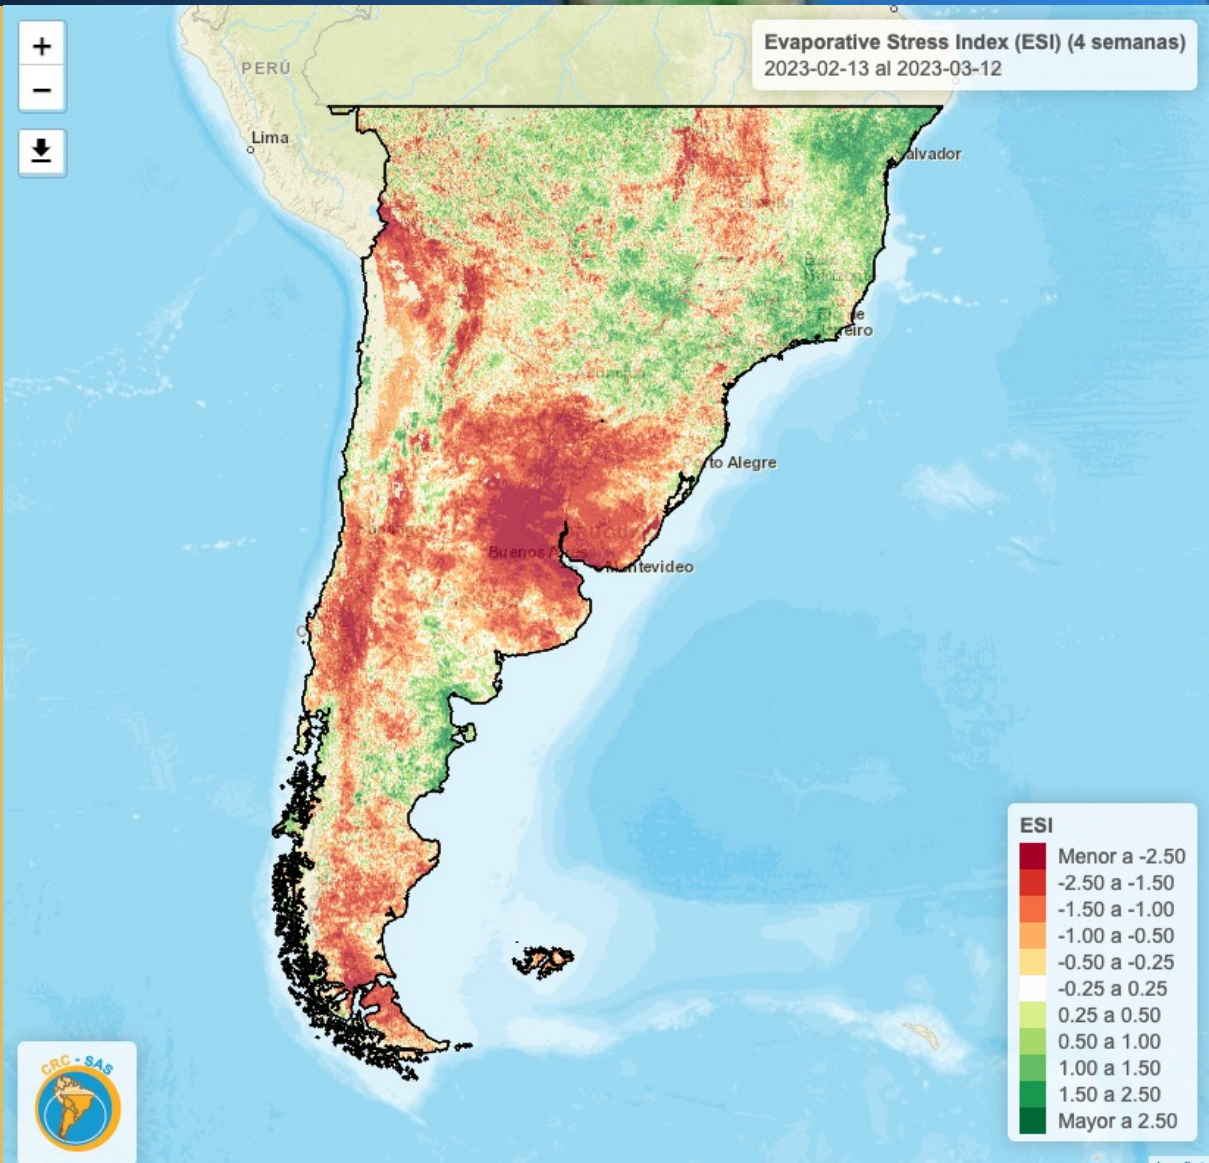 +
Evaporative Stress Index (ESI) (4 semanas)
2023-02-13 al 2023-03-12
−
PERÚ
Lima
alvador
Porto Alegre
Buenos Aires
Montevideo
ESI
Menor a -2.50
-2.50 a -1.50
-1.50 a -1.00
-1.00 a -0.50
-0.50 a -0.25
-0.25 a 0.25
0.25 a 0.50
0.50 a 1.00
1.00 a 1.50
1.50 a 2.50
Mayor a 2.50
CRC - SAS